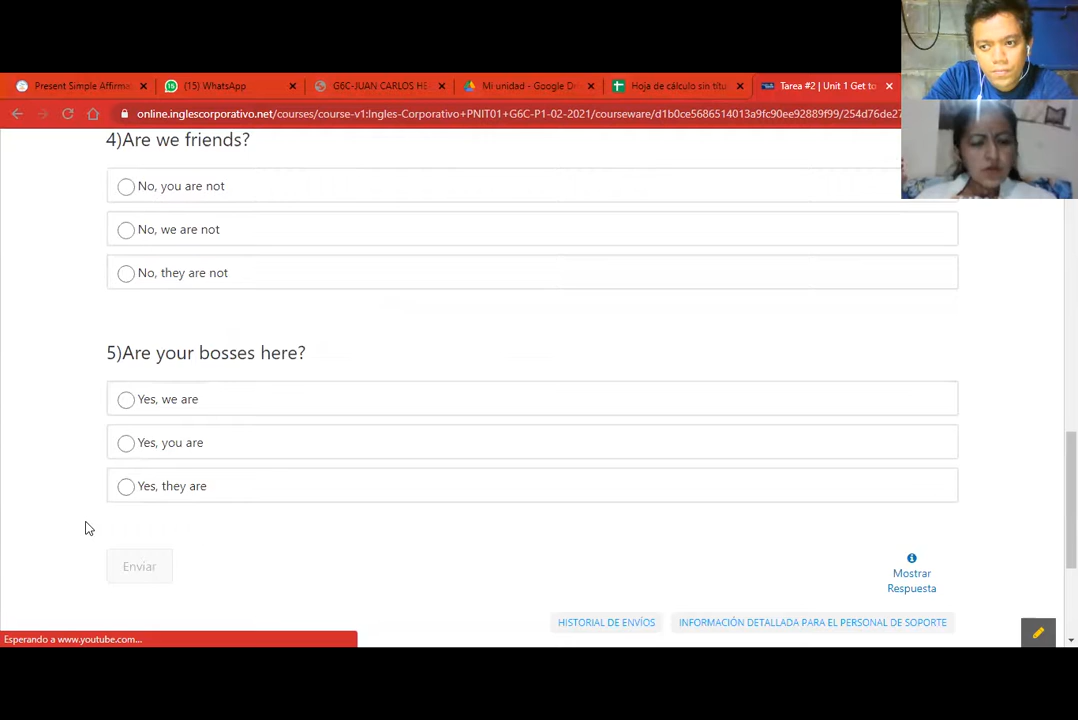 Present Simple Affirma
(15) WhatsApp
G6C-JUAN CARLOS HE
Mi unidad - Google D
Hoja de cálculo sin títu
Tarea #2 | Unit 1 Get to
online.inglescorporativo.net/courses/course-v1:Ingles-Corporativo+PNIT01+G6C-P1-02-2021/courseware/d1b0ce5686514013a9fc90ee92889f99/254d76de27
4)Are we friends?
No, you are not
No, we are not
No, they are not
5)Are your bosses here?
Yes, we are
Yes, you are
Yes, they are
Enviar
Mostrar
Respuesta
HISTORIAL DE ENVÍOS
INFORMACIÓN DETALLADA PARA EL PERSONAL DE SOPORTE
Esperando a www.youtube.com...